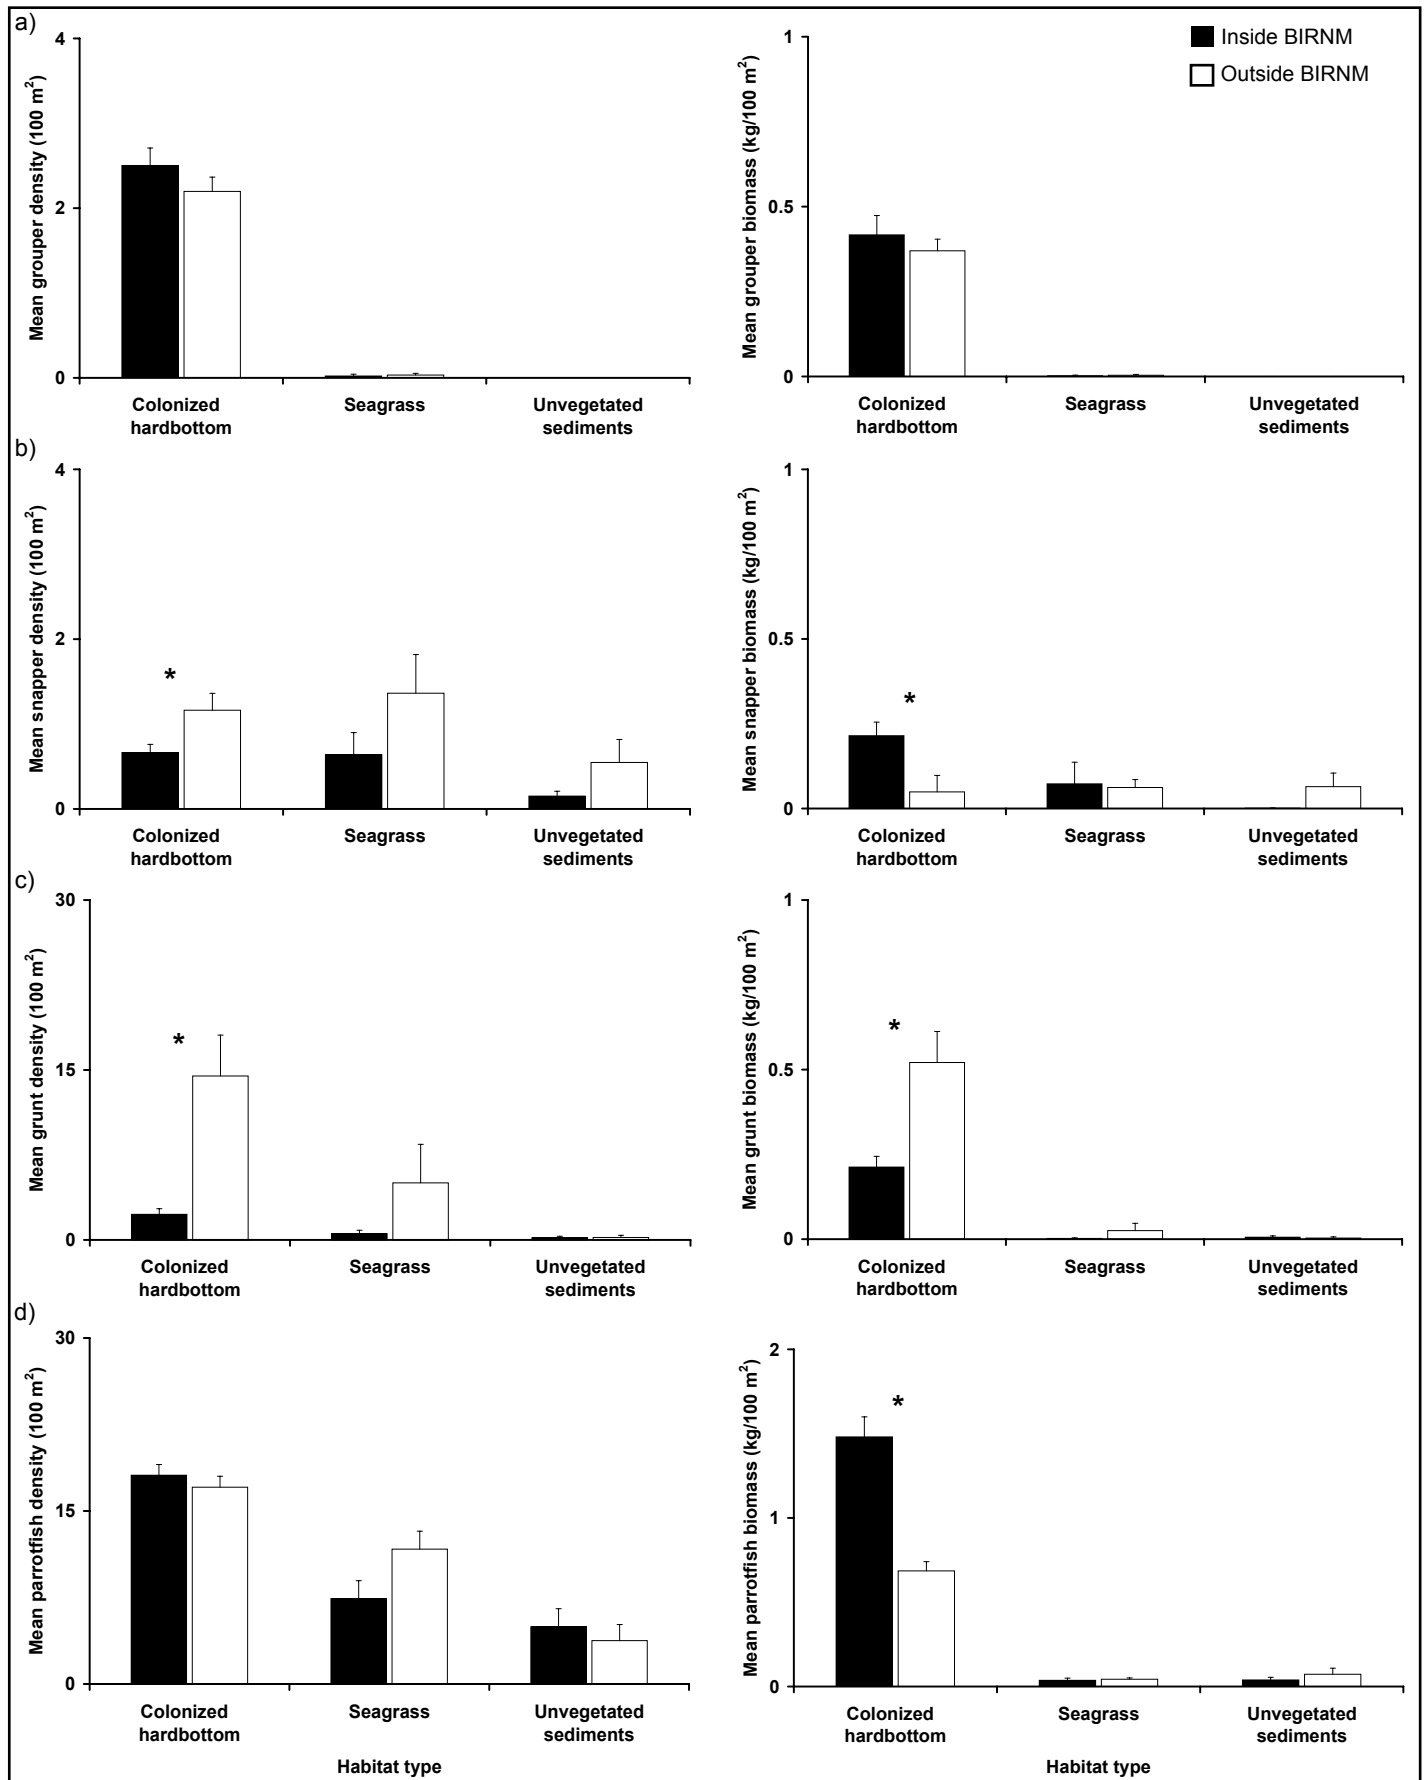 a)
Inside BIRNM
Outside BIRNM
Mean grouper density (100 m²)
4
2
0
Colonized hardbottom
Seagrass
Unvegetated sediments
Mean grouper biomass (kg/100 m²)
1
0.5
0
Colonized hardbottom
Seagrass
Unvegetated sediments
b)
Mean snapper density (100 m²)
4
2
0
*
Colonized hardbottom
Seagrass
Unvegetated sediments
Mean snapper biomass (kg/100 m²)
1
0.5
0
*
Colonized hardbottom
Seagrass
Unvegetated sediments
c)
Mean grunt density (100 m²)
30
15
0
*
Colonized hardbottom
Seagrass
Unvegetated sediments
Mean grunt biomass (kg/100 m²)
1
0.5
0
*
Colonized hardbottom
Seagrass
Unvegetated sediments
d)
Mean parrotfish density (100 m²)
30
15
0
Colonized hardbottom
Seagrass
Unvegetated sediments
Habitat type
Mean parrotfish biomass (kg/100 m²)
2
1
0
*
Colonized hardbottom
Seagrass
Unvegetated sediments
Habitat type